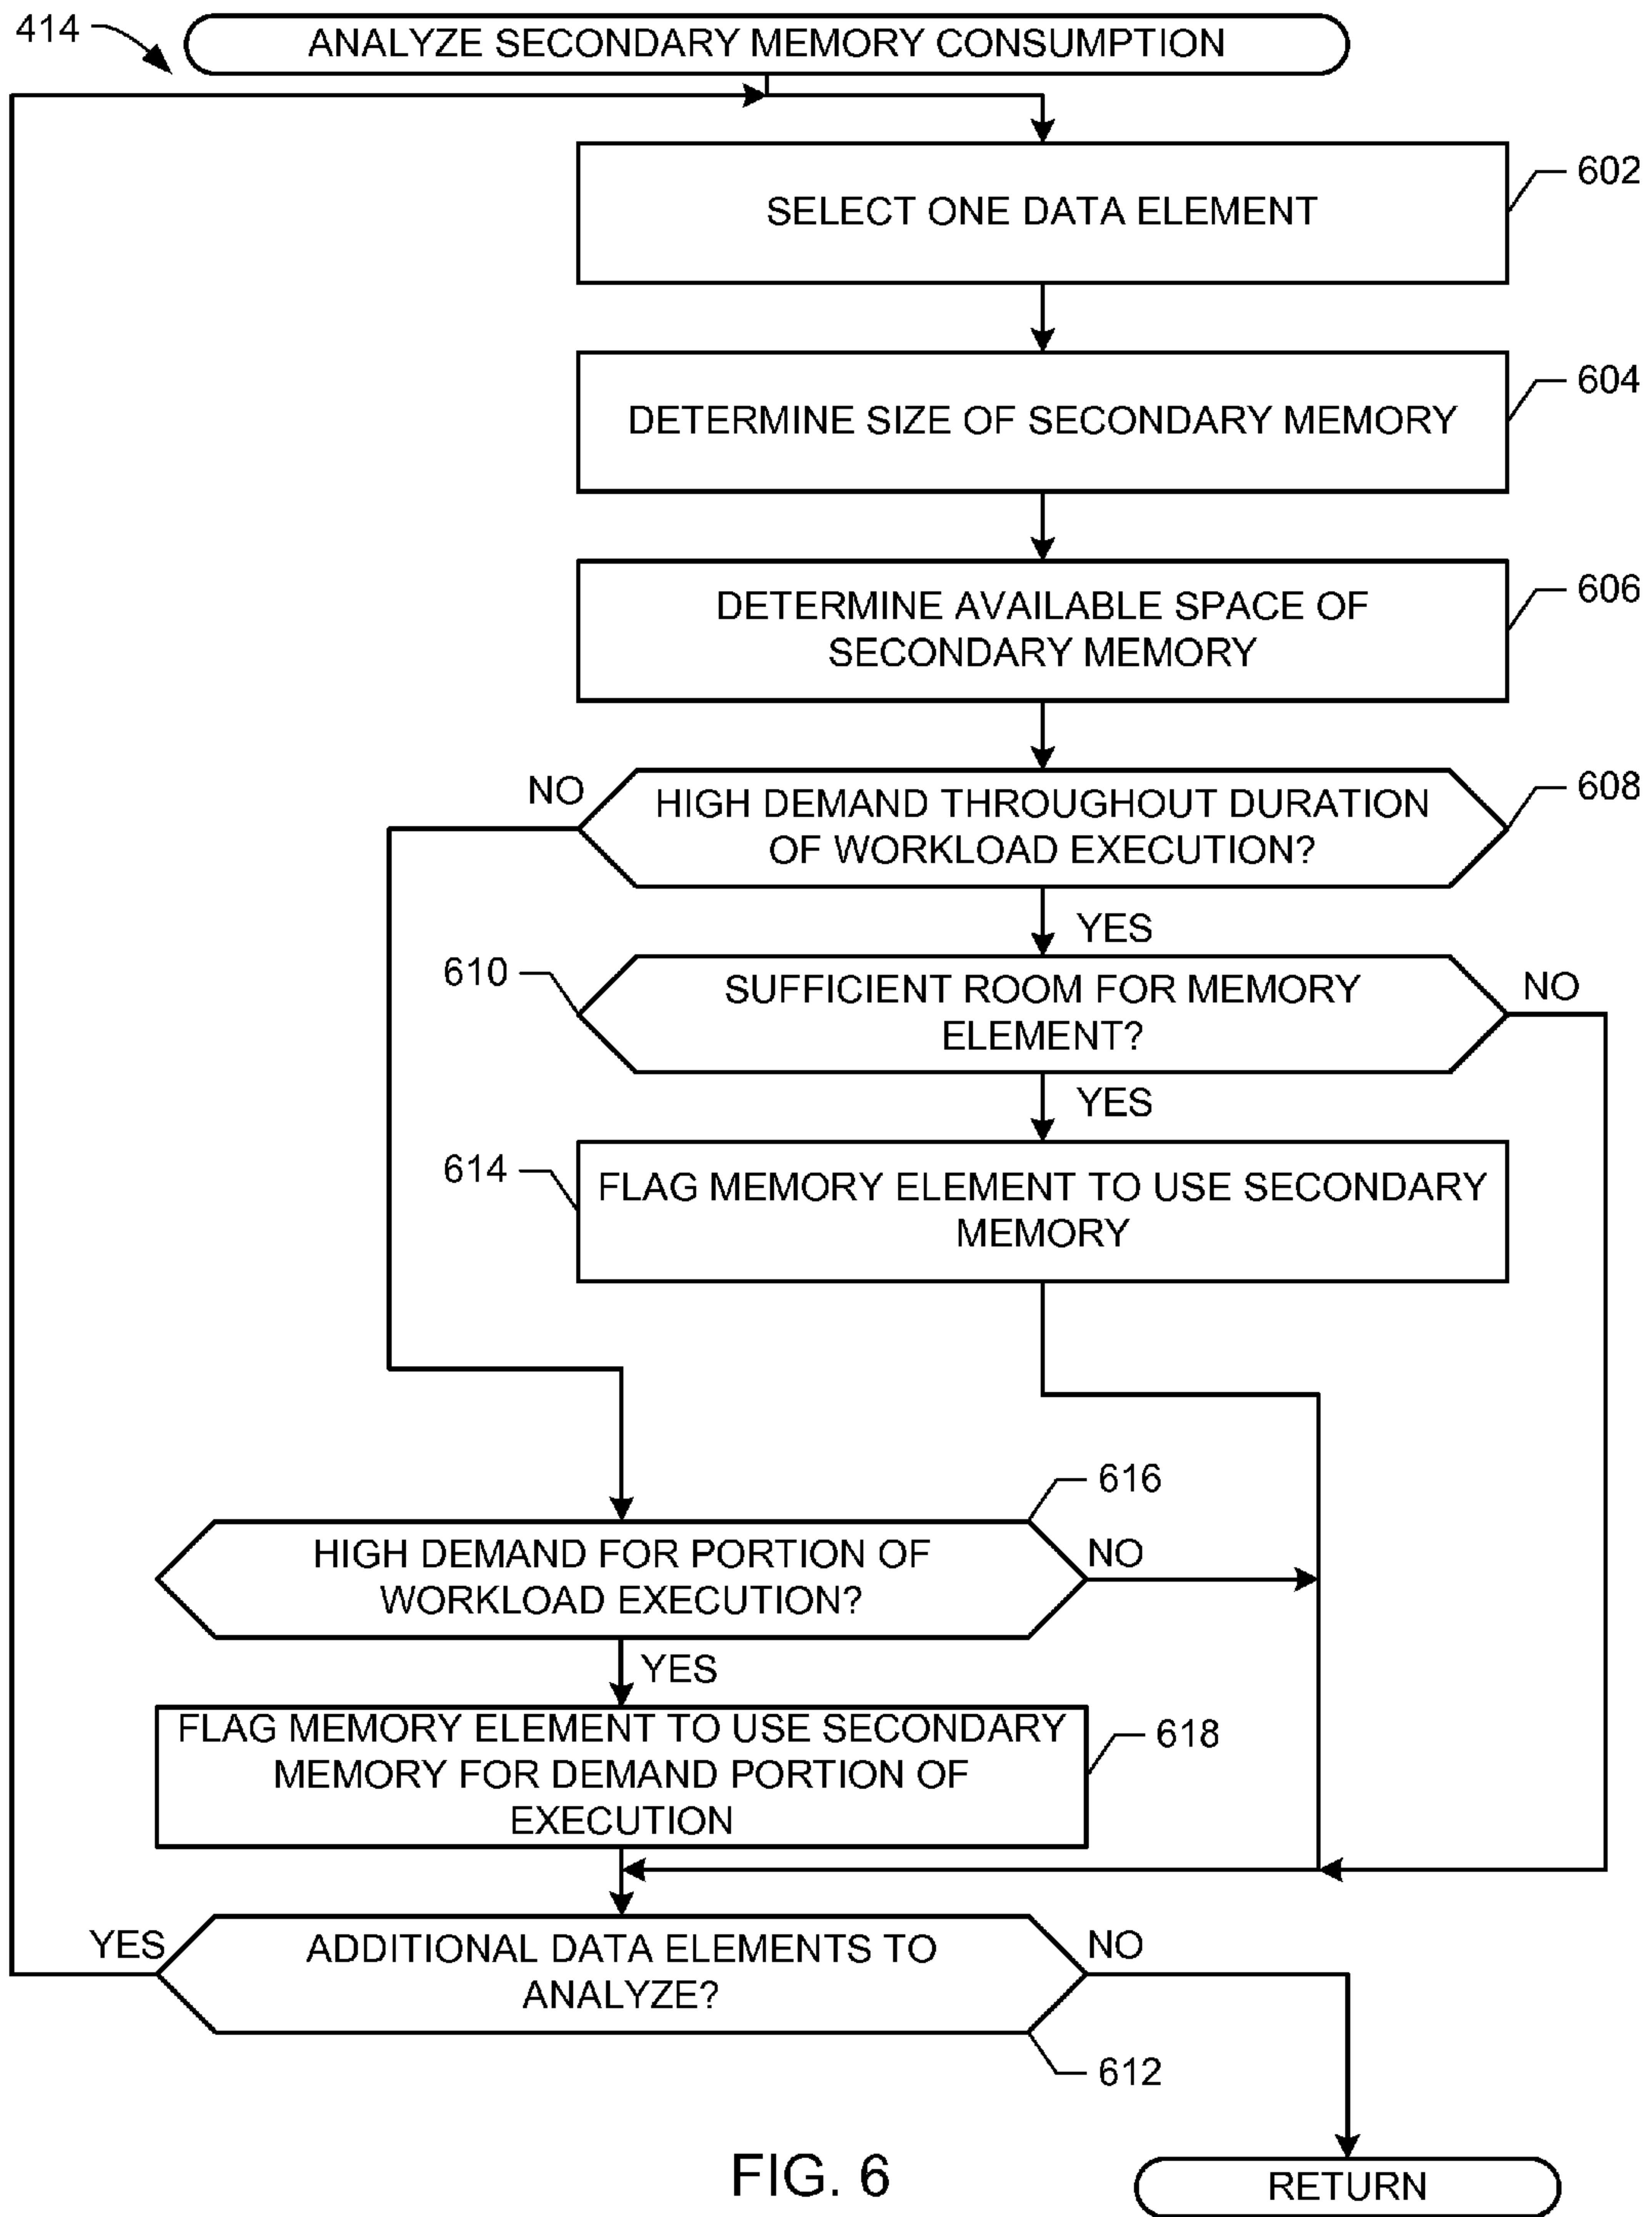 414
ANALYZE SECONDARY MEMORY CONSUMPTION
602
SELECT ONE DATA ELEMENT
604
DETERMINE SIZE OF SECONDARY MEMORY
606
DETERMINE AVAILABLE SPACE OF
SECONDARY MEMORY
608
NO
HIGH DEMAND THROUGHOUT DURATION
OF WORKLOAD EXECUTION?
YES
610
SUFFICIENT ROOM FOR MEMORY
ELEMENT?
NO
YES
614
FLAG MEMORY ELEMENT TO USE SECONDARY
MEMORY
616
HIGH DEMAND FOR PORTION OF
WORKLOAD EXECUTION?
NO
YES
FLAG MEMORY ELEMENT TO USE SECONDARY
MEMORY FOR DEMAND PORTION OF
EXECUTION
618
YES
ADDITIONAL DATA ELEMENTS TO
ANALYZE?
NO
612
FIG. 6
RETURN